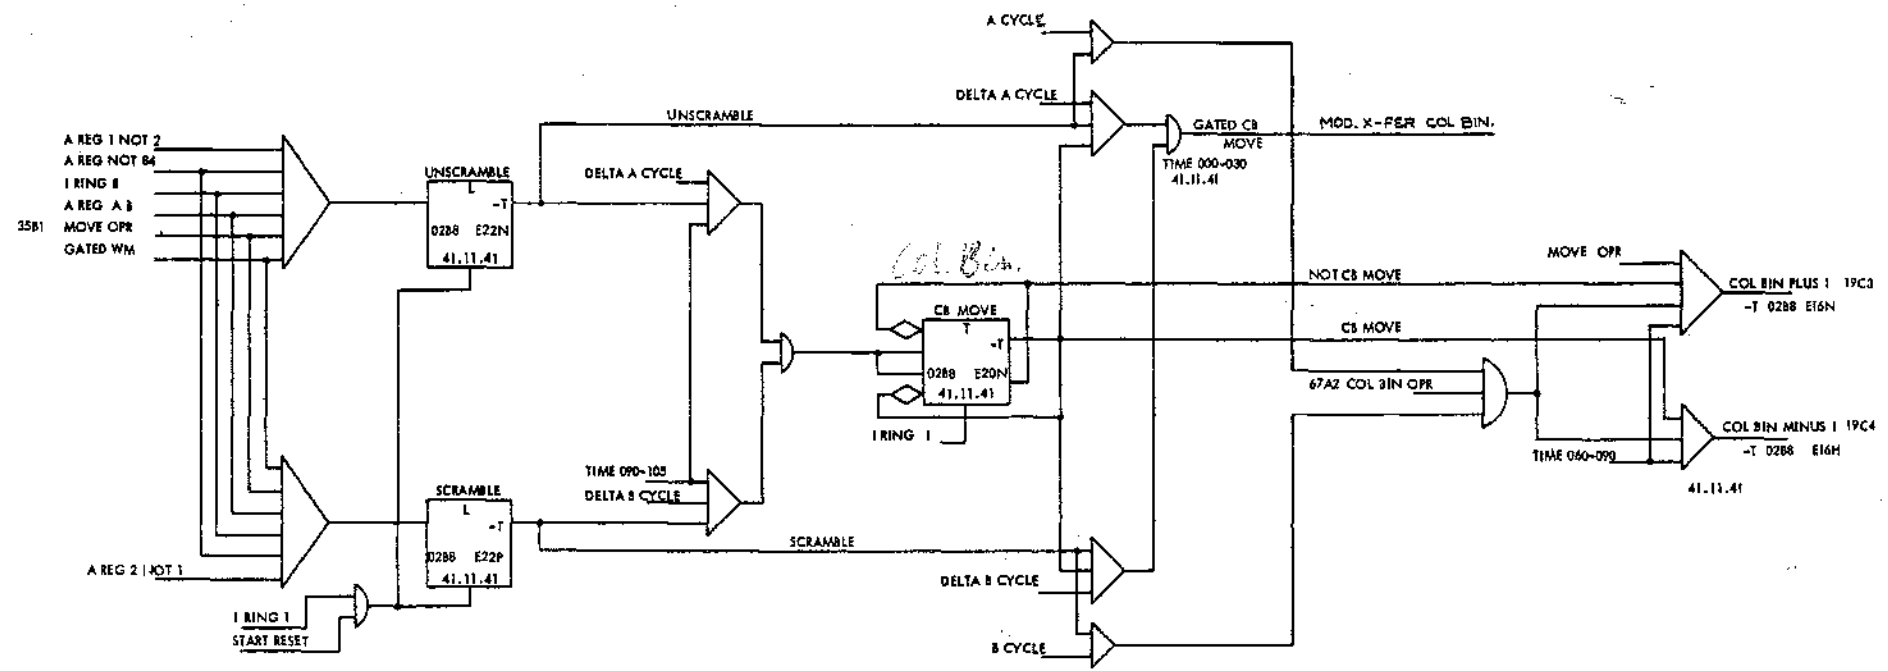 A CYCLE
DELTA A CYCLE
UNSCRAMBLE
A REG 1 NOT 2
A REG NOT 84
I RING 8
A REG A B
35B1 MOVE OPR
GATED WM
UNSCRAMBLE
L
-T
02B8 E22N
41.11.41
DELTA A CYCLE
GATED CB
MOVE
MOD. X-FER COL BIN.
TIME 000-030
41.11.41
Col. Bin.
NOT CB MOVE
MOVE OPR
COL BIN PLUS 1 19C3
-T 02B8 E16N
CB MOVE
T
-T
02B8 E20N
41.11.41
I RING 1
CB MOVE
67A2 COL BIN OPR
COL BIN MINUS 1 19C4
-T 02B8 E16H
TIME 060-090
41.11.41
TIME 090-105
DELTA B CYCLE
SCRAMBLE
L
-T
02B8 E22P
41.11.41
SCRAMBLE
A REG 2 NOT 1
DELTA B CYCLE
I RING 1
START RESET
B CYCLE